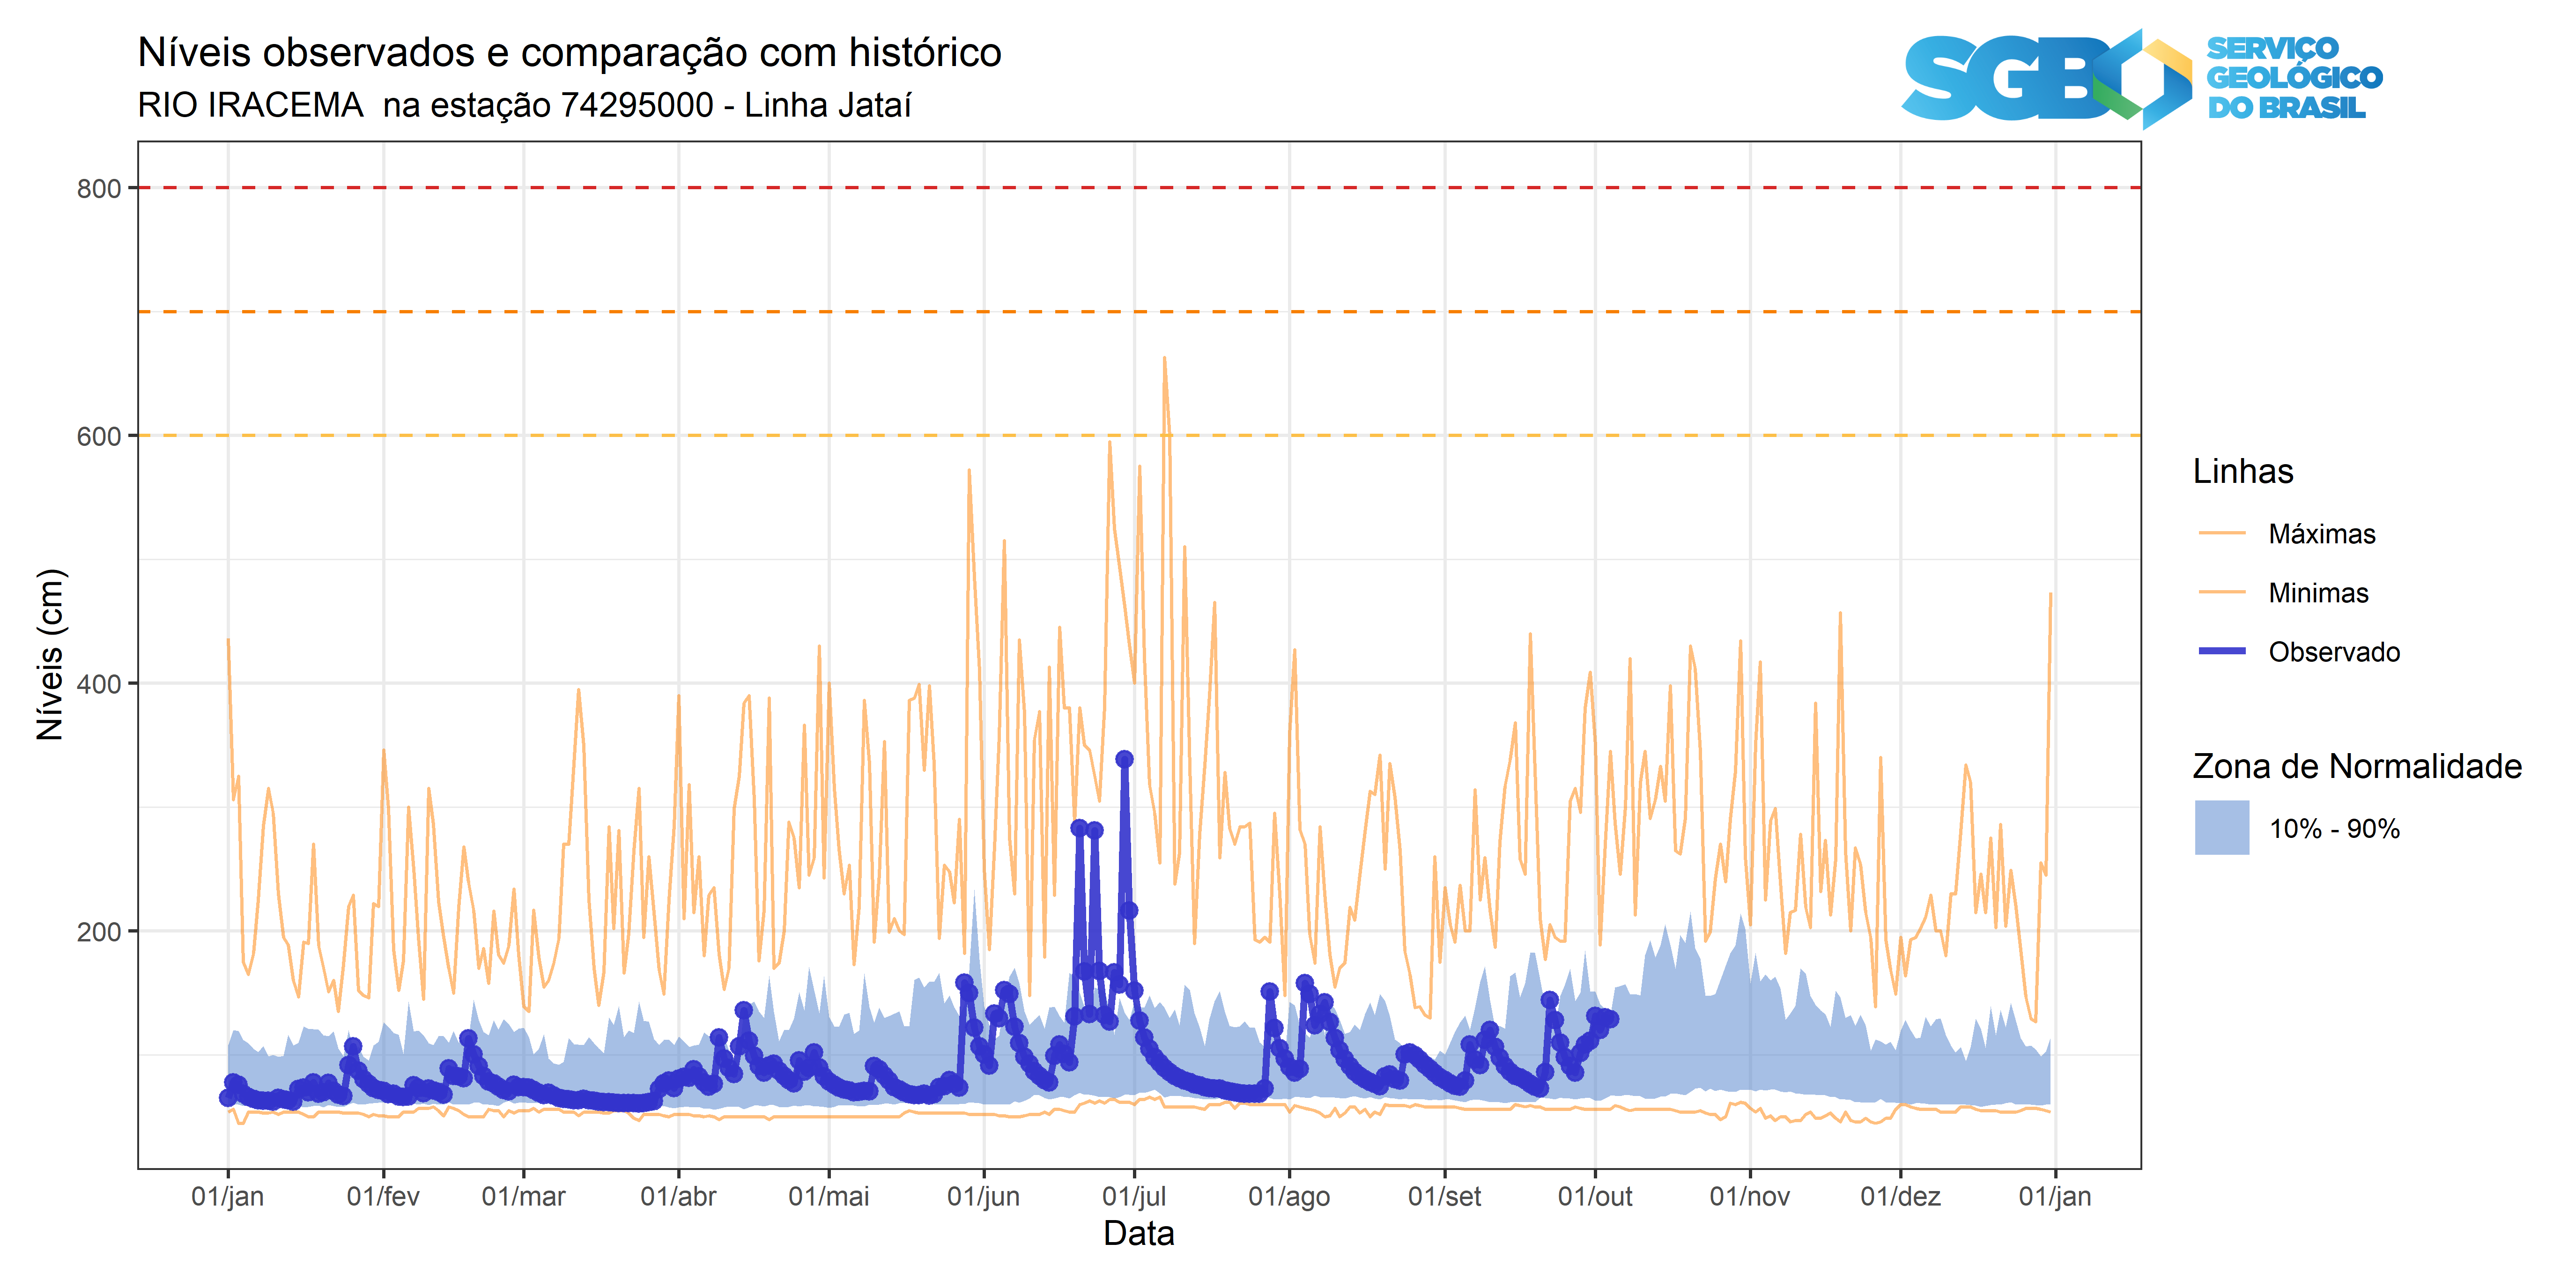 Níveis observados e comparação com histórico
RIO IRACEMA  na estação 74295000 - Linha Jataí
SGB
SERVIÇO
GEOLÓGICO
DO BRASIL
Níveis (cm)
800
600
400
200
01/jan 01/fev 01/mar 01/abr 01/mai 01/jun 01/jul 01/ago 01/set 01/out 01/nov 01/dez 01/jan
Data
Linhas
Máximas
Minimas
Observado
Zona de Normalidade
10% - 90%